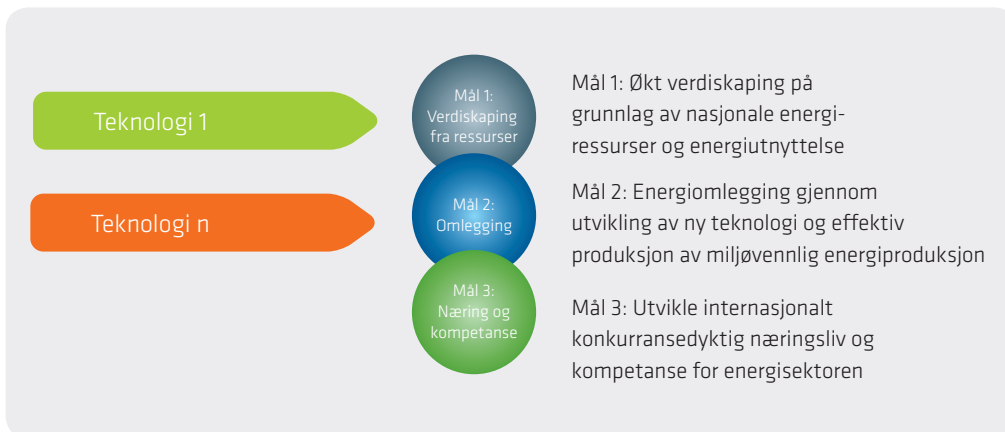 Teknologi 1
Teknologi n
Mål 1:
Verdiskaping
fra ressurser
Mål 2:
Omlegging
Mål 3:
Næring og
kompetanse
Mål 1: Økt verdiskaping på
grunnlag av nasjonale energi-
ressurser og energiutnyttelse
Mål 2: Energiomlegging gjennom
utvikling av ny teknologi og effektiv
produksjon av miljøvennlig energiproduksjon
Mål 3: Utvikle internasjonalt
konkurransedyktig næringsliv og
kompetanse for energisektoren